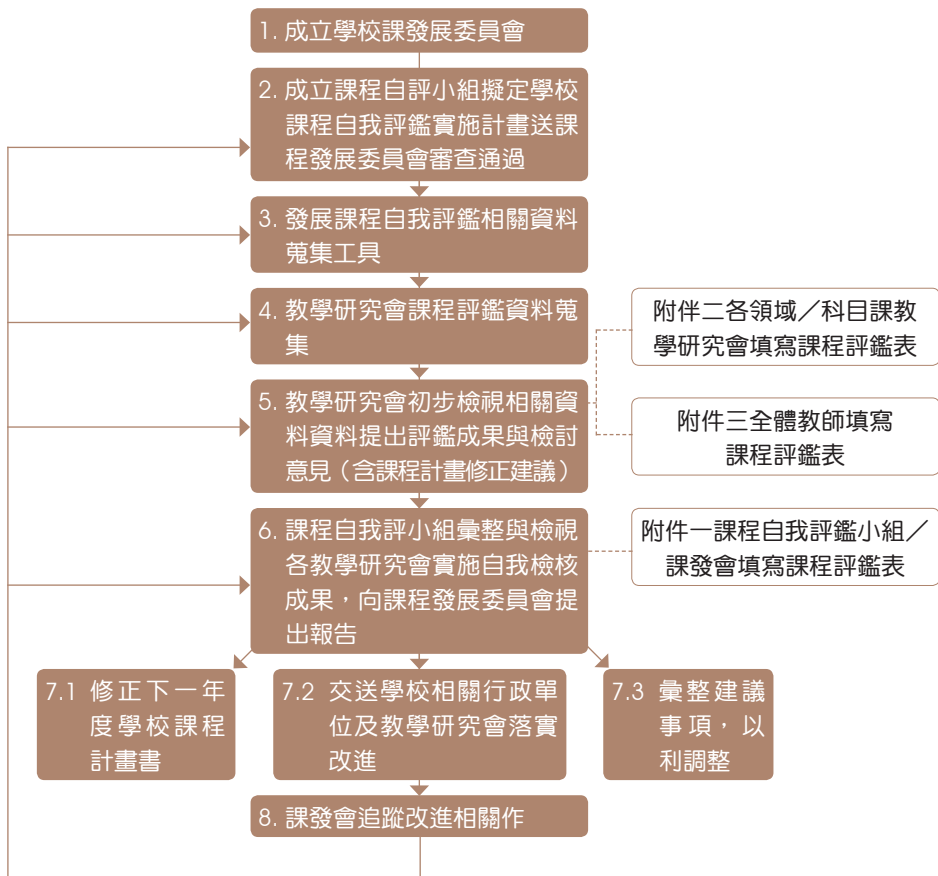 1. 成立學校課發展委員會
2. 成立課程自評小組擬定學校
課程自我評鑑實施計畫送課
程發展委員會審查通過
3. 發展課程自我評鑑相關資料
蒐集工具
4. 教學研究會課程評鑑資料蒐
集
附伴二各領域／科目課教
學研究會填寫課程評鑑表
5. 教學研究會初步檢視相關資
料資料提出評鑑成果與檢討
意見（含課程計畫修正建議）
附件三全體教師填寫
課程評鑑表
6. 課程自我評小組彙整與檢視
各教學研究會實施自我檢核
成果，向課程發展委員會提
出報告
附件一課程自我評鑑小組／
課發會填寫課程評鑑表
7.1 修正下一年
度學校課程
計畫書
7.2 交送學校相關行政單
位及教學研究會落實
改進
7.3 彙整建議
事項，以
利調整
8. 課發會追蹤改進相關作